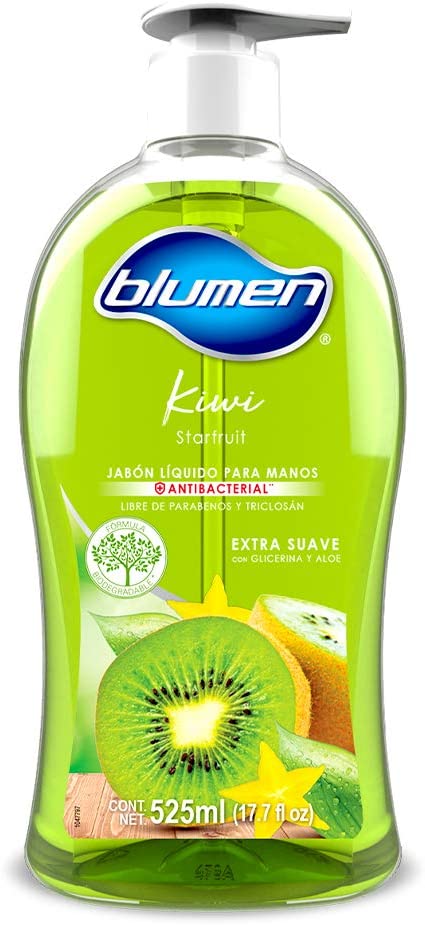 blumen
®
Kiwi
Starfruit
JABÓN LÍQUIDO PARA MANOS
ANTIBACTERIAL**
LIBRE DE PARABENOS Y TRICLOSÁN
FÓRMULA
BIODEGRADABLE*
EXTRA SUAVE
CON GLICERINA Y ALOE
CONT.
NET. 525ml (17.7 fl oz)
1047797